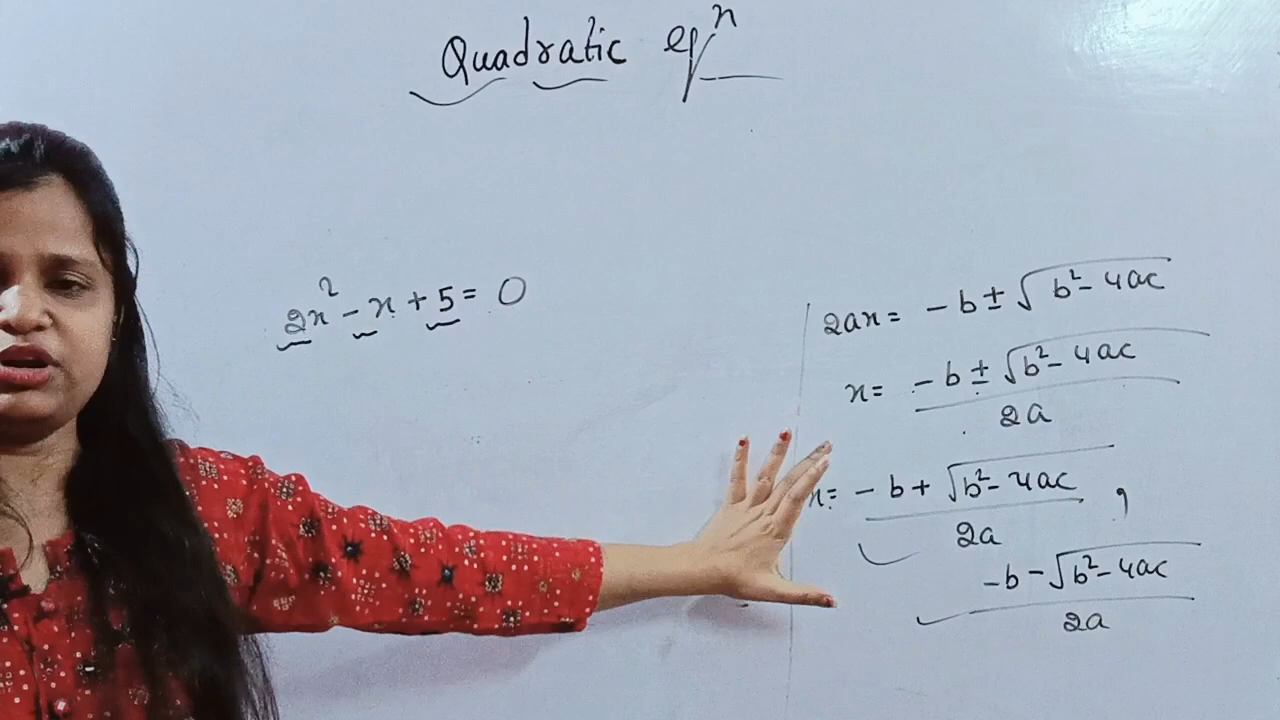 Quadratic eqⁿ
2x² - x + 5 = 0
2ax = -b ± √(b² - 4ac)
x = (-b ± √(b² - 4ac)) / 2a
x = (-b + √(b² - 4ac)) / 2a ,
(-b - √(b² - 4ac)) / 2a